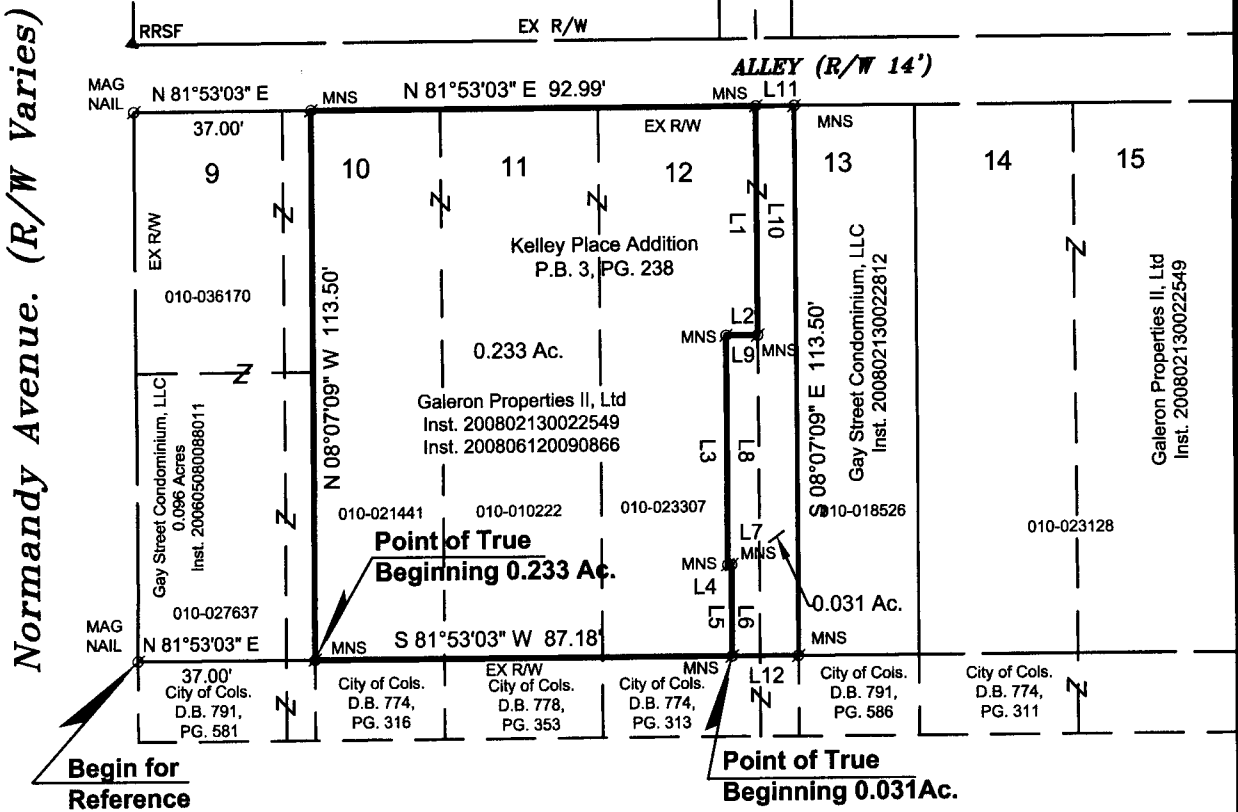 Normandy Avenue. (R/W Varies)
RRSF
EX R/W
ALLEY (R/W 14')
MAG
NAIL
N 81°53'03" E
37.00'
MNS
N 81°53'03" E 92.99'
MNS
L11
MNS
EX R/W
9
10
11
12
13
14
15
EX R/W
L1
L10
Kelley Place Addition
P.B. 3, PG. 238
010-036170
N 08°07'09" W 113.50'
0.233 Ac.
MNS
L2
L9
MNS
S 08°07'09" E 113.50'
Gay Street Condominium, LLC
Inst. 200802130022812
Galeron Properties II, Ltd
Inst. 200802130022549
Galeron Properties II, Ltd
Inst. 200802130022549
Inst. 200806120090866
L3
L8
Gay Street Condominium, LLC
0.096 Acres
Inst. 200605080088011
010-021441
010-010222
010-023307
010-018526
010-023128
Point of True
Beginning 0.233 Ac.
L7
MNS
MNS
L4
L5
L6
0.031 Ac.
010-027637
MAG
NAIL
N 81°53'03" E
37.00'
MNS
S 81°53'03" W 87.18'
EX R/W
MNS
L12
MNS
City of Cols.
D.B. 791,
PG. 581
City of Cols.
D.B. 774,
PG. 316
City of Cols.
D.B. 778,
PG. 353
City of Cols.
D.B. 774,
PG. 313
City of Cols.
D.B. 791,
PG. 586
City of Cols.
D.B. 774,
PG. 311
Begin for
Reference
Point of True
Beginning 0.031Ac.